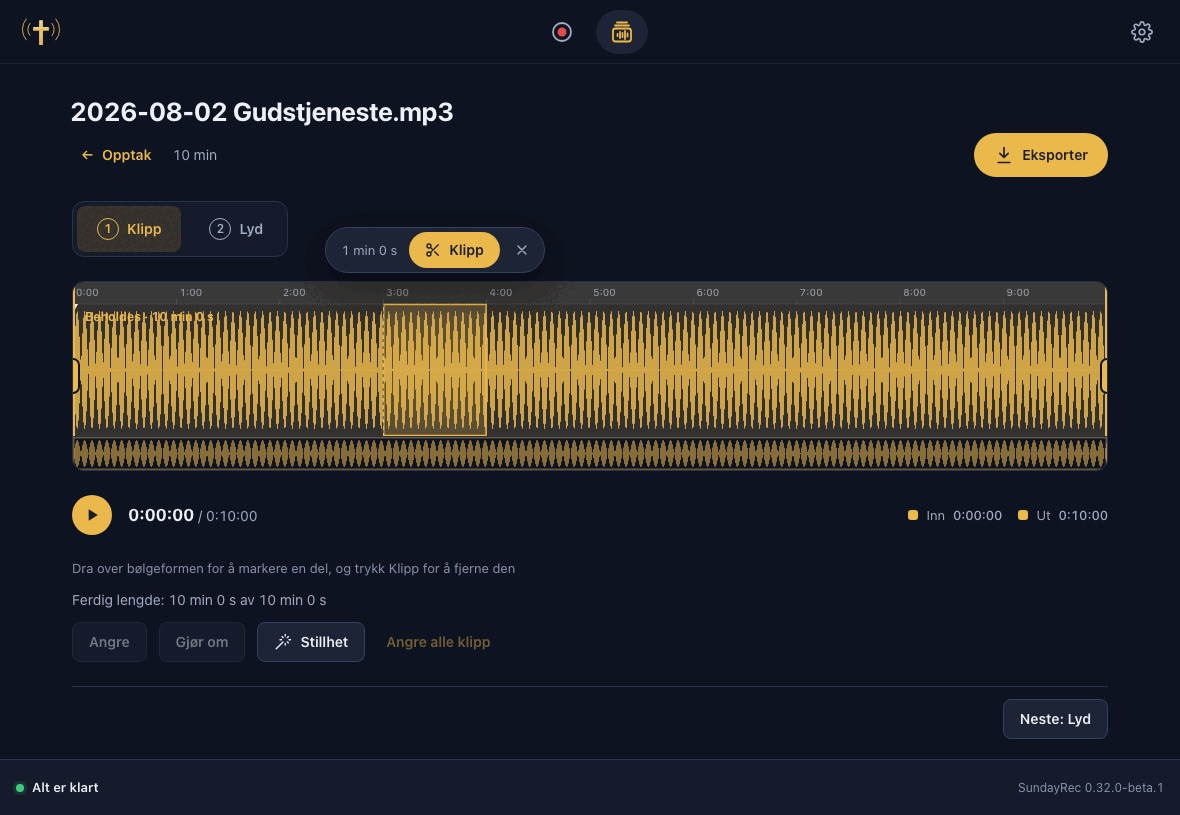 2026-08-02 Gudstjeneste.mp3
← Opptak 10 min
Eksporter
1 Klipp 2 Lyd
1 min 0 s Klipp
0:00 1:00 2:00 3:00 4:00 5:00 6:00 7:00 8:00 9:00
Beholdes · 10 min 0 s
0:00:00 / 0:10:00
Inn 0:00:00 Ut 0:10:00
Dra over bølgeformen for å markere en del, og trykk Klipp for å fjerne den
Ferdig lengde: 10 min 0 s av 10 min 0 s
Angre Gjør om Stillhet Angre alle klipp
Neste: Lyd
Alt er klart
SundayRec 0.32.0-beta.1